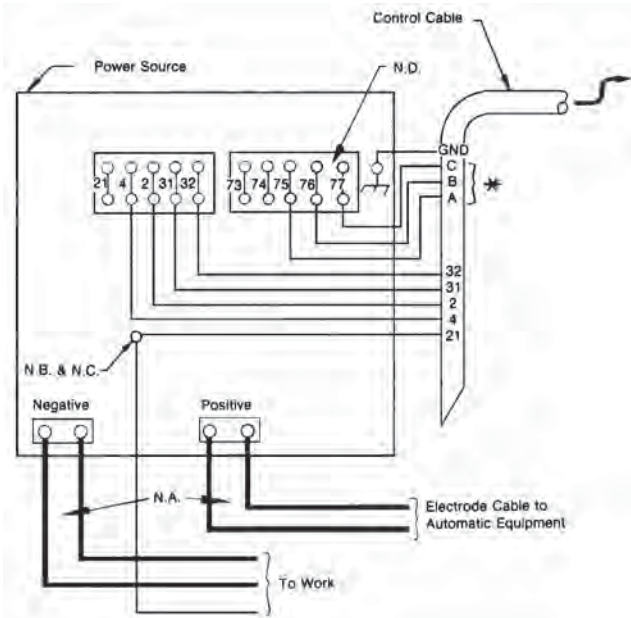 Control Cable
Power Source
N.D.
GND
21 4 2 31 32
73 74 75 76 77
C
B
A
32
31
2
4
21
N.B. & N.C.
Negative
Positive
N.A.
Electrode Cable to
Automatic Equipment
To Work